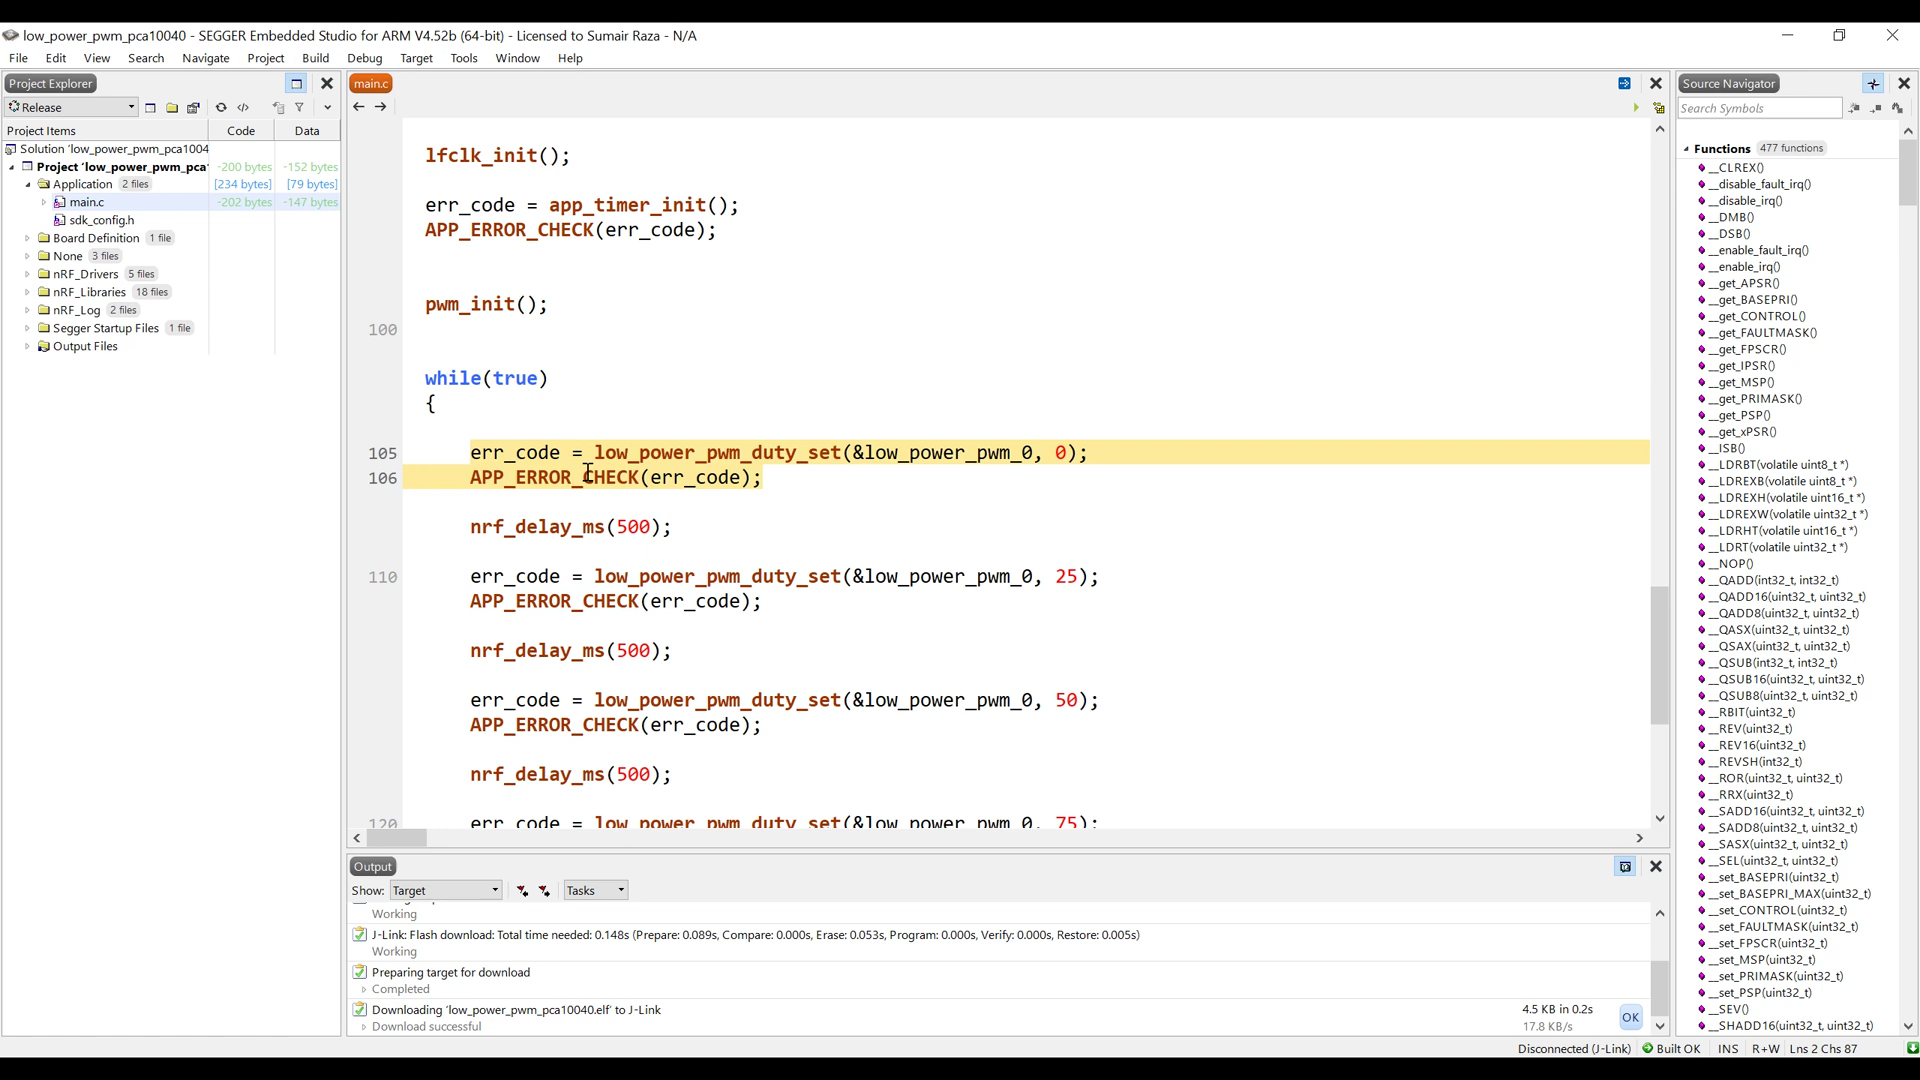 low_power_pwm_pca10040 - SEGGER Embedded Studio for ARM V4.52b (64-bit) - Licensed to Sumair Raza - N/A
File Edit View Search Navigate Project Build Debug Target Tools Window Help
Project Explorer
Release
Project Items Code Data
Solution 'low_power_pwm_pca1004
Project 'low_power_pwm_pca' -200 bytes -152 bytes
Application 2 files [234 bytes] [79 bytes]
main.c -202 bytes -147 bytes
sdk_config.h
Board Definition 1 file
None 3 files
nRF_Drivers 5 files
nRF_Libraries 18 files
nRF_Log 2 files
Segger Startup Files 1 file
Output Files
main.c
lfclk_init();
err_code = app_timer_init();
APP_ERROR_CHECK(err_code);
pwm_init();
100
while(true)
{
105 err_code = low_power_pwm_duty_set(&low_power_pwm_0, 0);
106 APP_ERROR_CHECK(err_code);
nrf_delay_ms(500);
110 err_code = low_power_pwm_duty_set(&low_power_pwm_0, 25);
APP_ERROR_CHECK(err_code);
nrf_delay_ms(500);
err_code = low_power_pwm_duty_set(&low_power_pwm_0, 50);
APP_ERROR_CHECK(err_code);
nrf_delay_ms(500);
120 err_code = low_power_pwm_duty_set(&low_power_pwm_0, 75);
Output
Show: Target Tasks
Working
J-Link: Flash download: Total time needed: 0.148s (Prepare: 0.089s, Compare: 0.000s, Erase: 0.053s, Program: 0.000s, Verify: 0.000s, Restore: 0.005s)
Working
Preparing target for download
Completed
Downloading 'low_power_pwm_pca10040.elf' to J-Link 4.5 KB in 0.2s
Download successful 17.8 KB/s
OK
Source Navigator
Search Symbols
Functions 477 functions
__CLREX()
__disable_fault_irq()
__disable_irq()
__DMB()
__DSB()
__enable_fault_irq()
__enable_irq()
__get_APSR()
__get_BASEPRI()
__get_CONTROL()
__get_FAULTMASK()
__get_FPSCR()
__get_IPSR()
__get_MSP()
__get_PRIMASK()
__get_PSP()
__get_xPSR()
__ISB()
__LDRBT(volatile uint8_t *)
__LDREXB(volatile uint8_t *)
__LDREXH(volatile uint16_t *)
__LDREXW(volatile uint32_t *)
__LDRHT(volatile uint16_t *)
__LDRT(volatile uint32_t *)
__NOP()
__QADD(int32_t, int32_t)
__QADD16(uint32_t, uint32_t)
__QADD8(uint32_t, uint32_t)
__QASX(uint32_t, uint32_t)
__QSAX(uint32_t, uint32_t)
__QSUB(int32_t, int32_t)
__QSUB16(uint32_t, uint32_t)
__QSUB8(uint32_t, uint32_t)
__RBIT(uint32_t)
__REV(uint32_t)
__REV16(uint32_t)
__REVSH(int32_t)
__ROR(uint32_t, uint32_t)
__RRX(uint32_t)
__SADD16(uint32_t, uint32_t)
__SADD8(uint32_t, uint32_t)
__SASX(uint32_t, uint32_t)
__SEL(uint32_t, uint32_t)
__set_BASEPRI(uint32_t)
__set_BASEPRI_MAX(uint32_t)
__set_CONTROL(uint32_t)
__set_FAULTMASK(uint32_t)
__set_FPSCR(uint32_t)
__set_MSP(uint32_t)
__set_PRIMASK(uint32_t)
__set_PSP(uint32_t)
__SEV()
__SHADD16(uint32_t, uint32_t)
Disconnected (J-Link) Built OK INS R+W Lns 2 Chs 87